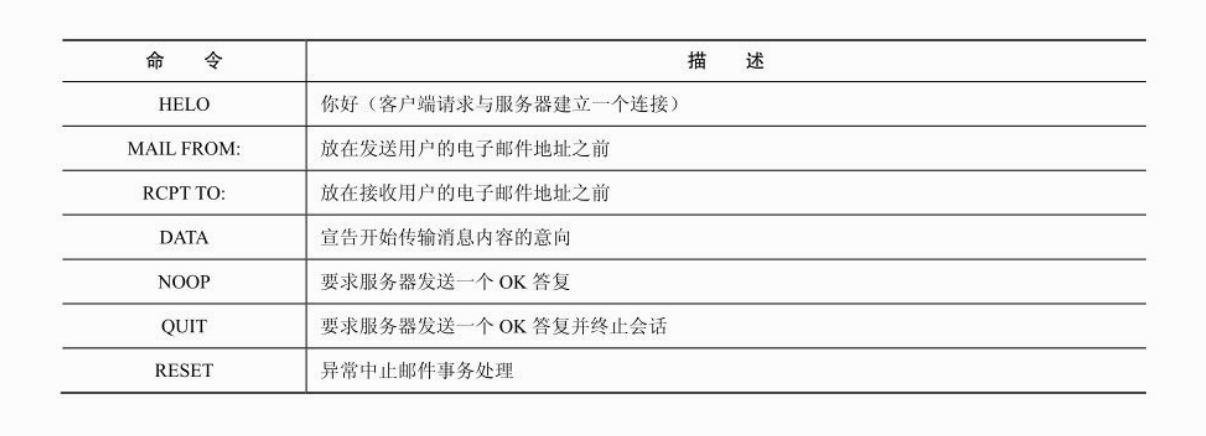 命 令 描 述
HELO 你好（客户端请求与服务器建立一个连接）
MAIL FROM: 放在发送用户的电子邮件地址之前
RCPT TO: 放在接收用户的电子邮件地址之前
DATA 宣告开始传输消息内容的意向
NOOP 要求服务器发送一个 OK 答复
QUIT 要求服务器发送一个 OK 答复并终止会话
RESET 异常中止邮件事务处理